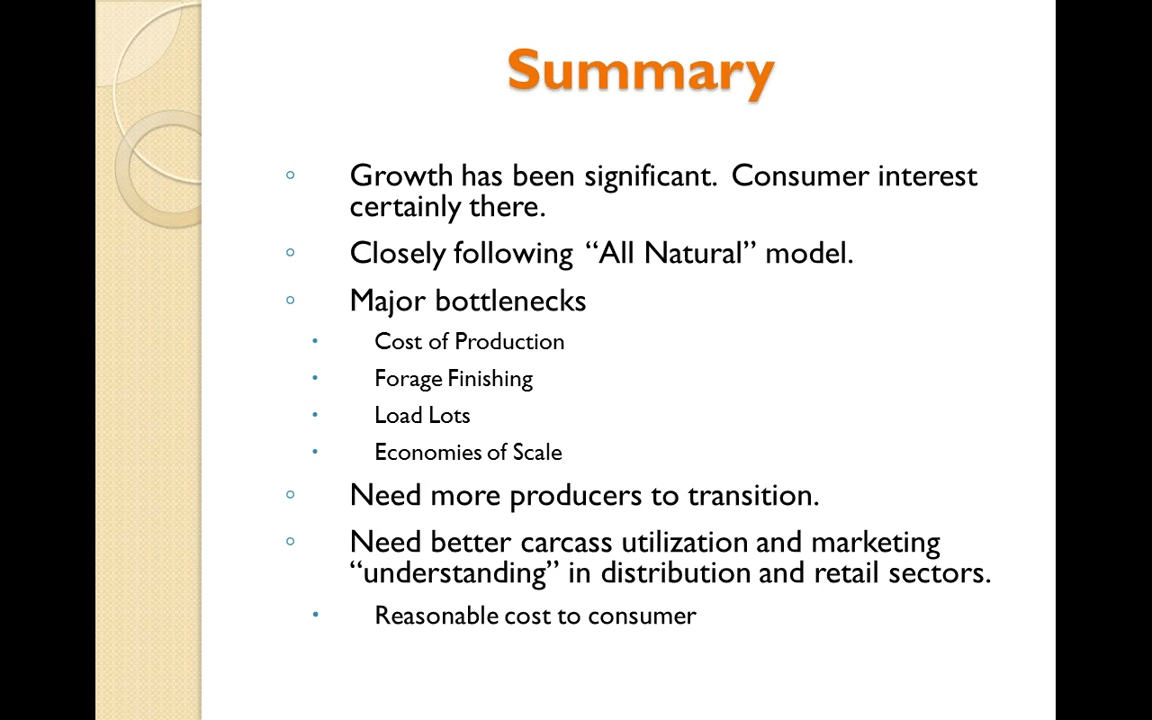 Summary
Growth has been significant.  Consumer interest
certainly there.
Closely following “All Natural” model.
Major bottlenecks
Cost of Production
Forage Finishing
Load Lots
Economies of Scale
Need more producers to transition.
Need better carcass utilization and marketing
“understanding” in distribution and retail sectors.
Reasonable cost to consumer